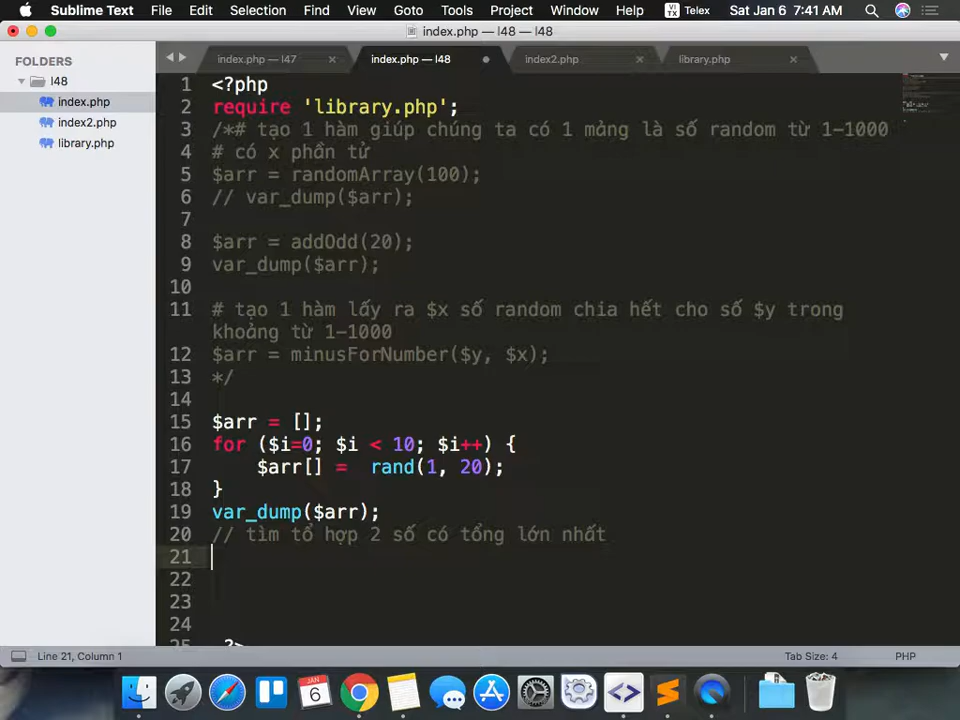 Sublime Text File Edit Selection Find View Goto Tools Project Window Help VI TX Telex Sat Jan 6 7:41 AM
index.php — l48 — l48
FOLDERS
l48
index.php
index2.php
library.php
index.php — l47 index.php — l48 index2.php library.php
1 <?php
2 require 'library.php';
3 /*# tạo 1 hàm giúp chúng ta có 1 mảng là số random từ 1-1000
4 # có x phần tử
5 $arr = randomArray(100);
6 // var_dump($arr);
7
8 $arr = addOdd(20);
9 var_dump($arr);
10
11 # tạo 1 hàm lấy ra $x số random chia hết cho số $y trong
khoảng từ 1-1000
12 $arr = minusForNumber($y, $x);
13 */
14
15 $arr = [];
16 for ($i=0; $i < 10; $i++) {
17 $arr[] = rand(1, 20);
18 }
19 var_dump($arr);
20 // tìm tổ hợp 2 số có tổng lớn nhất
21
22
23
24
25 ?>
Line 21, Column 1 Tab Size: 4 PHP
JAN
6